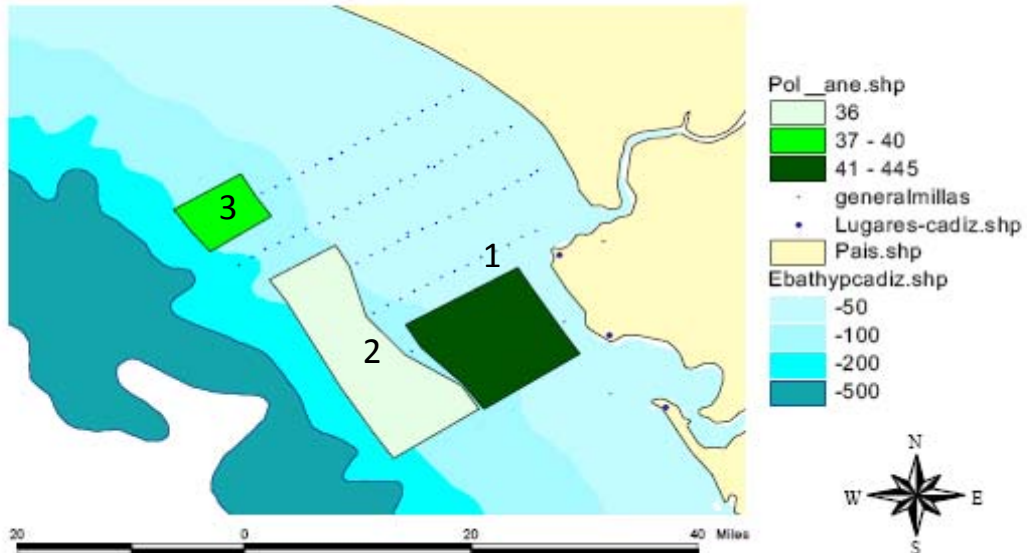 3
1
2
Pol__ane.shp
36
37 - 40
41 - 445
generalmillas
Lugares-cadiz.shp
Pais.shp
Ebathypcadiz.shp
-50
-100
-200
-500
N
W E
S
20 0 20 40 Miles